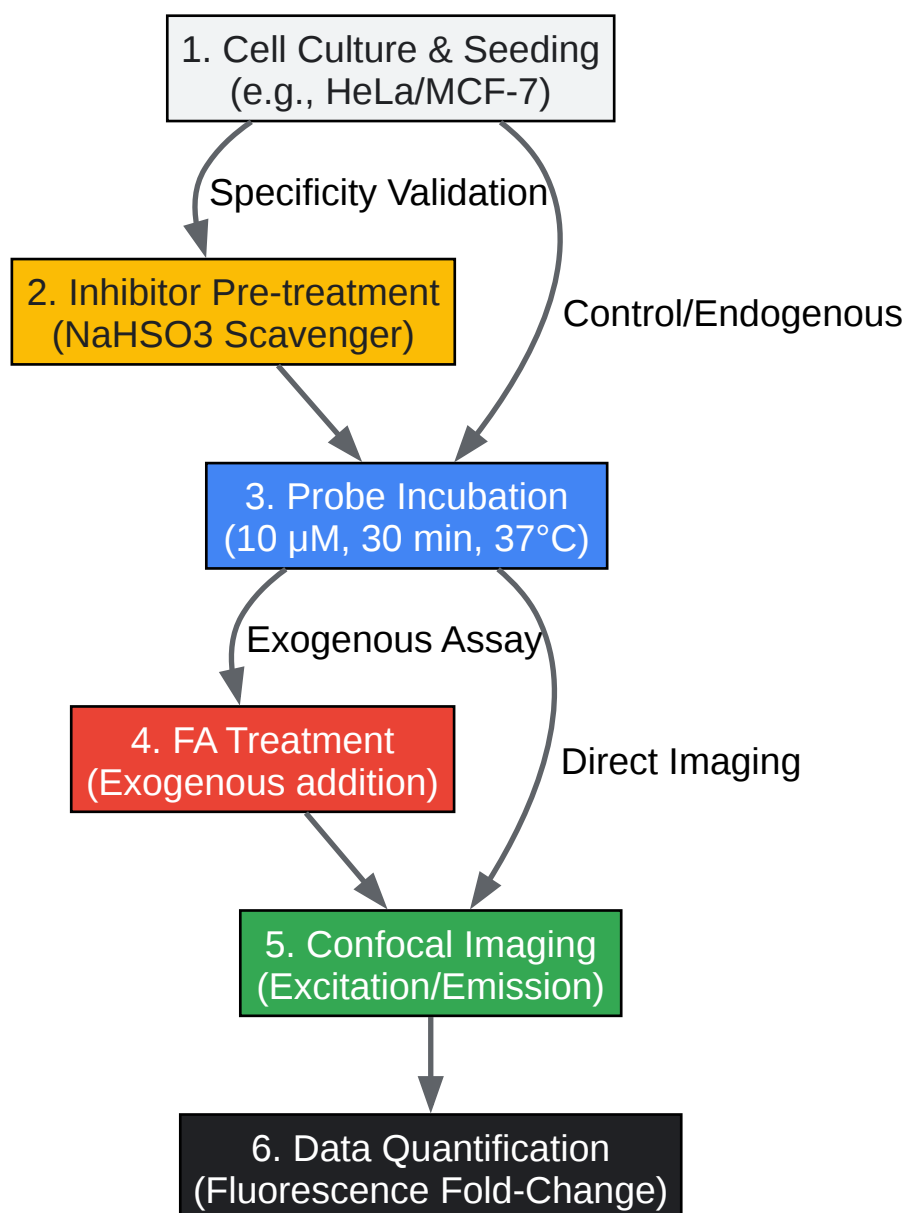 1. Cell Culture & Seeding
(e.g., HeLa/MCF-7)
Specificity Validation
2. Inhibitor Pre-treatment
(NaHSO3 Scavenger)
Control/Endogenous
3. Probe Incubation
(10 μM, 30 min, 37°C)
Exogenous Assay
4. FA Treatment
(Exogenous addition)
Direct Imaging
5. Confocal Imaging
(Excitation/Emission)
6. Data Quantification
(Fluorescence Fold-Change)